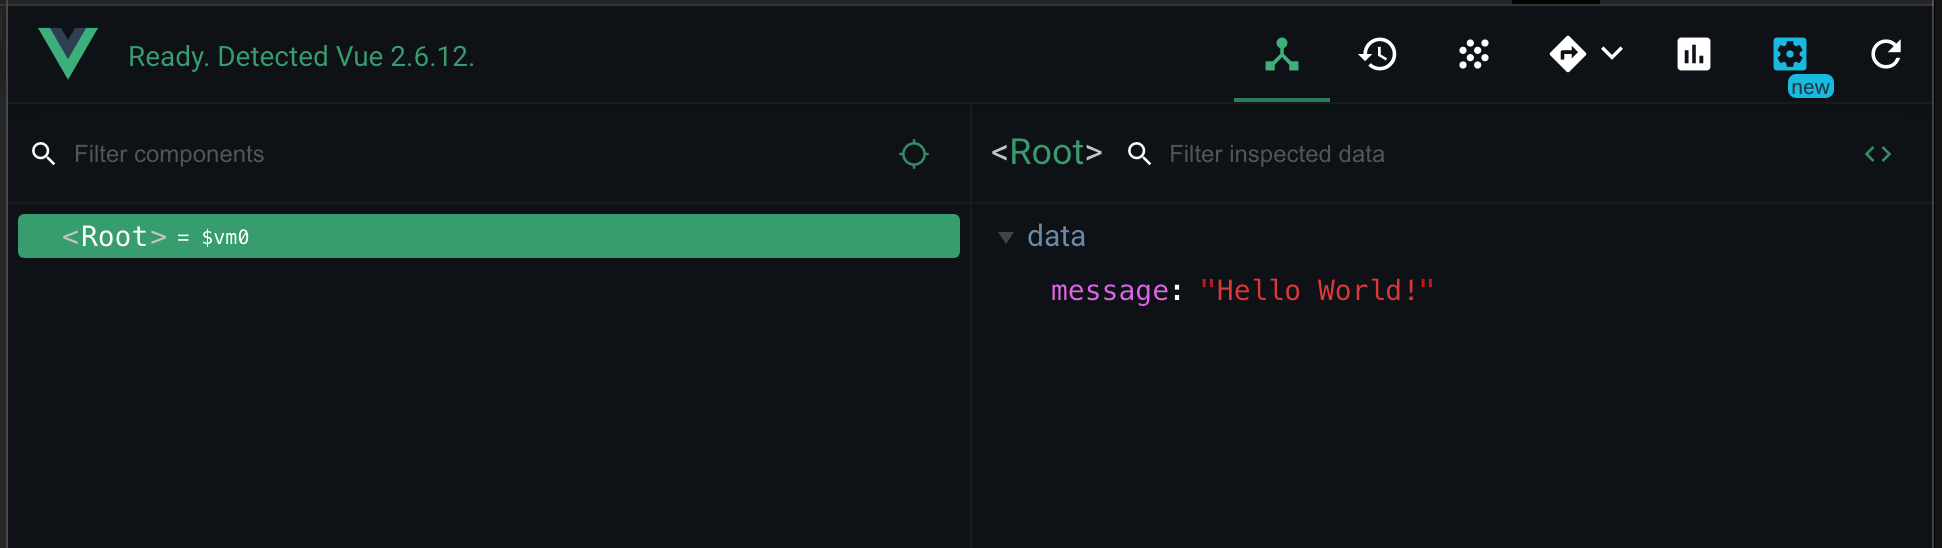 Ready. Detected Vue 2.6.12.
new
Filter components
<Root> Filter inspected data
<Root> = $vm0
data
message: "Hello World!"